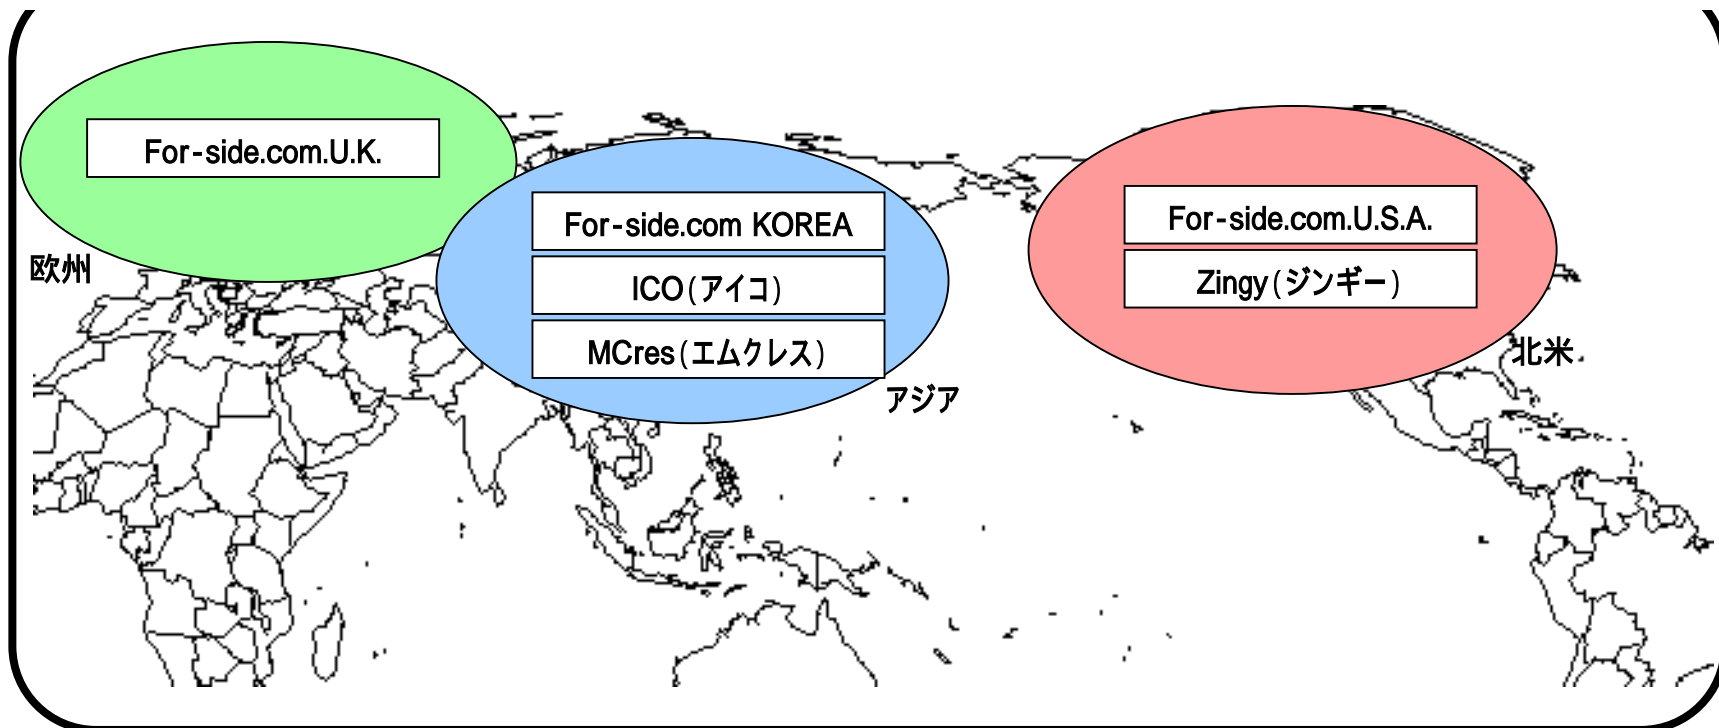 For-side.com.U.K.
欧州
For-side.com KOREA
ICO(アイコ)
MCres(エムクレス)
アジア
For-side.com.U.S.A.
Zingy(ジンギー)
北米